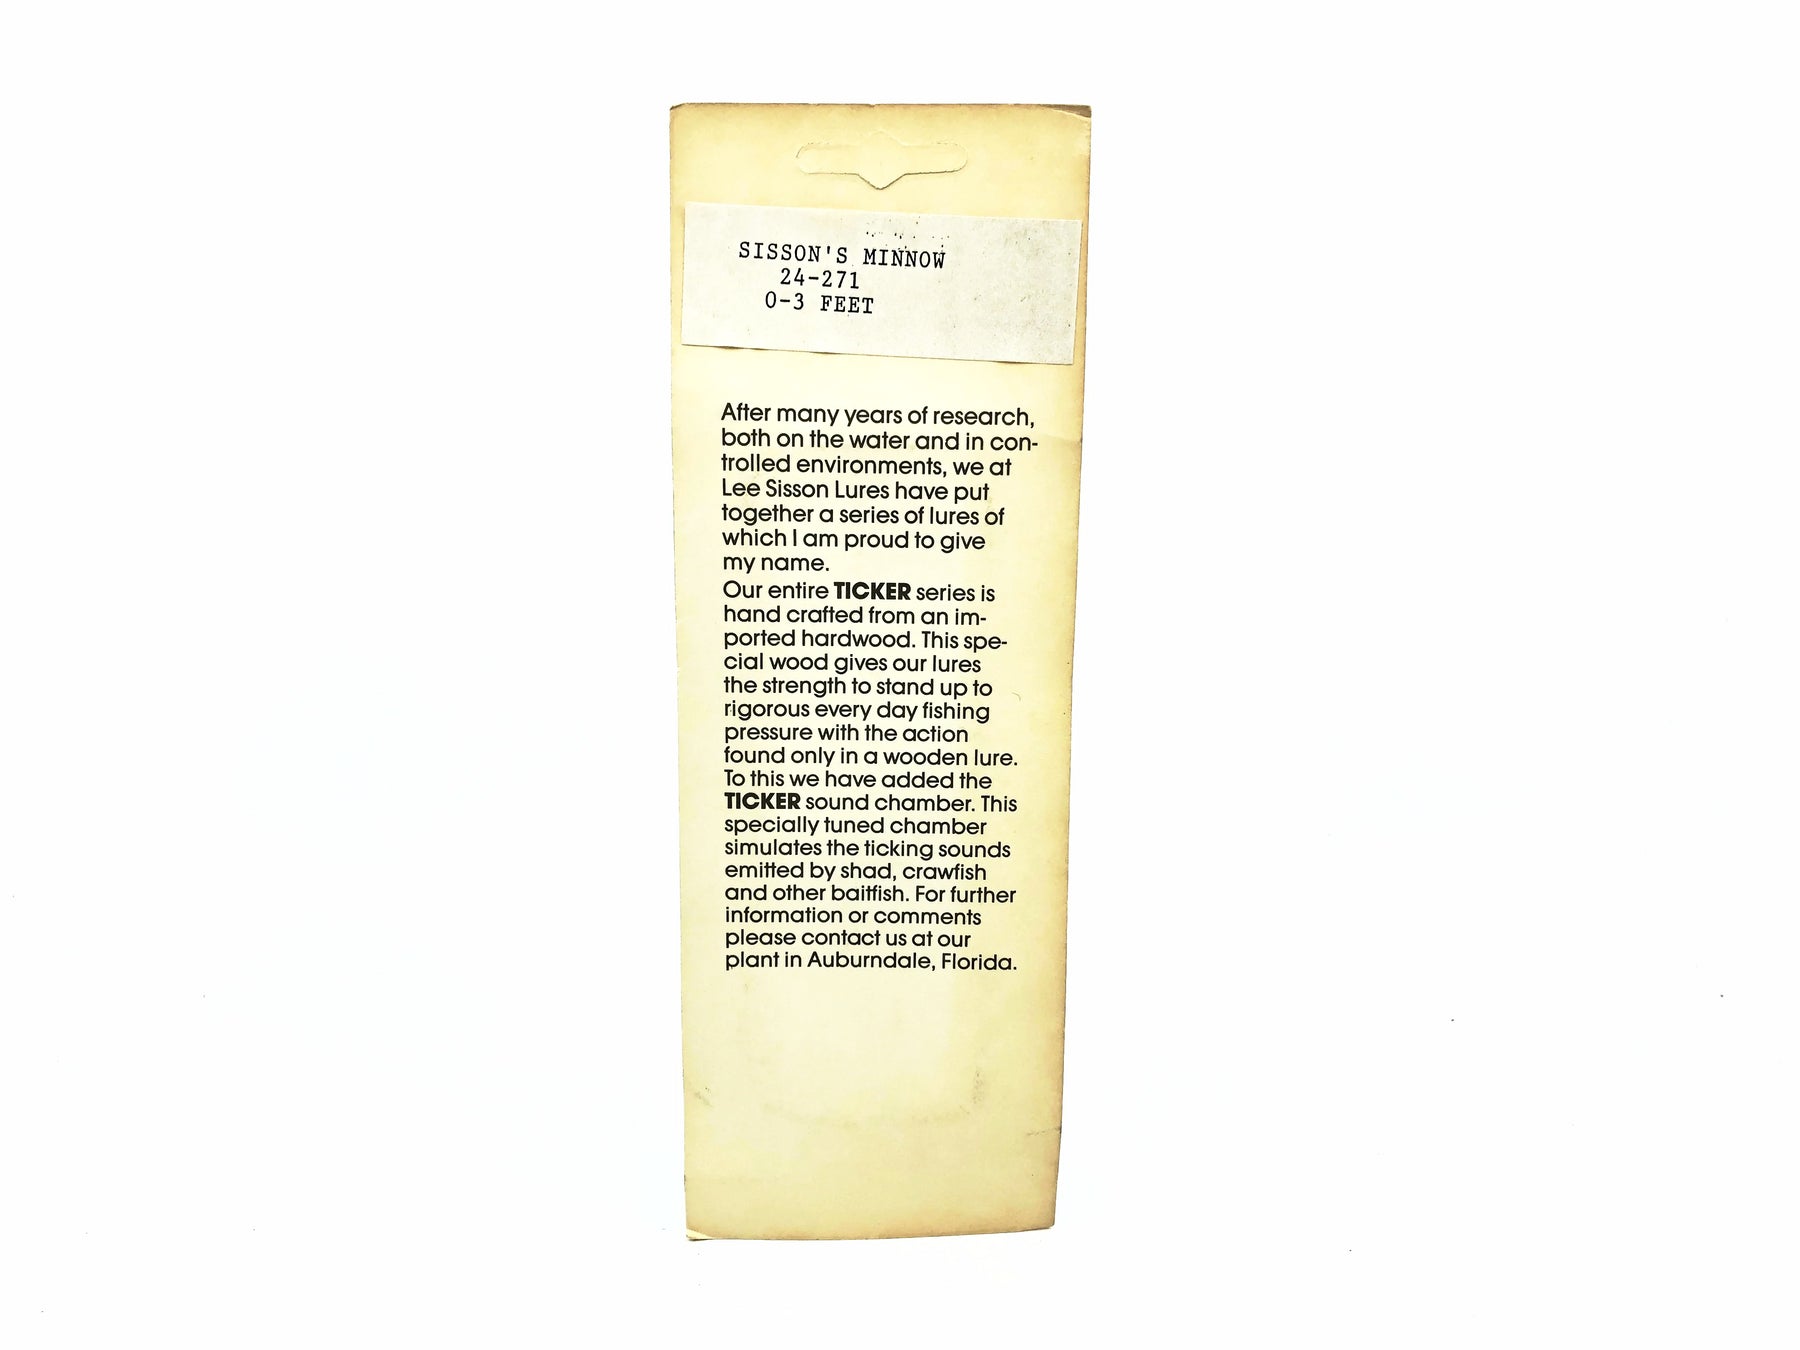 SISSON'S MINNOW
24-271
0-3 FEET
After many years of research,
both on the water and in con-
trolled environments, we at
Lee Sisson Lures have put
together a series of lures of
which I am proud to give
my name.
Our entire TICKER series is
hand crafted from an im-
ported hardwood. This spe-
cial wood gives our lures
the strength to stand up to
rigorous every day fishing
pressure with the action
found only in a wooden lure.
To this we have added the
TICKER sound chamber. This
specially tuned chamber
simulates the ticking sounds
emitted by shad, crawfish
and other baitfish. For further
information or comments
please contact us at our
plant in Auburndale, Florida.